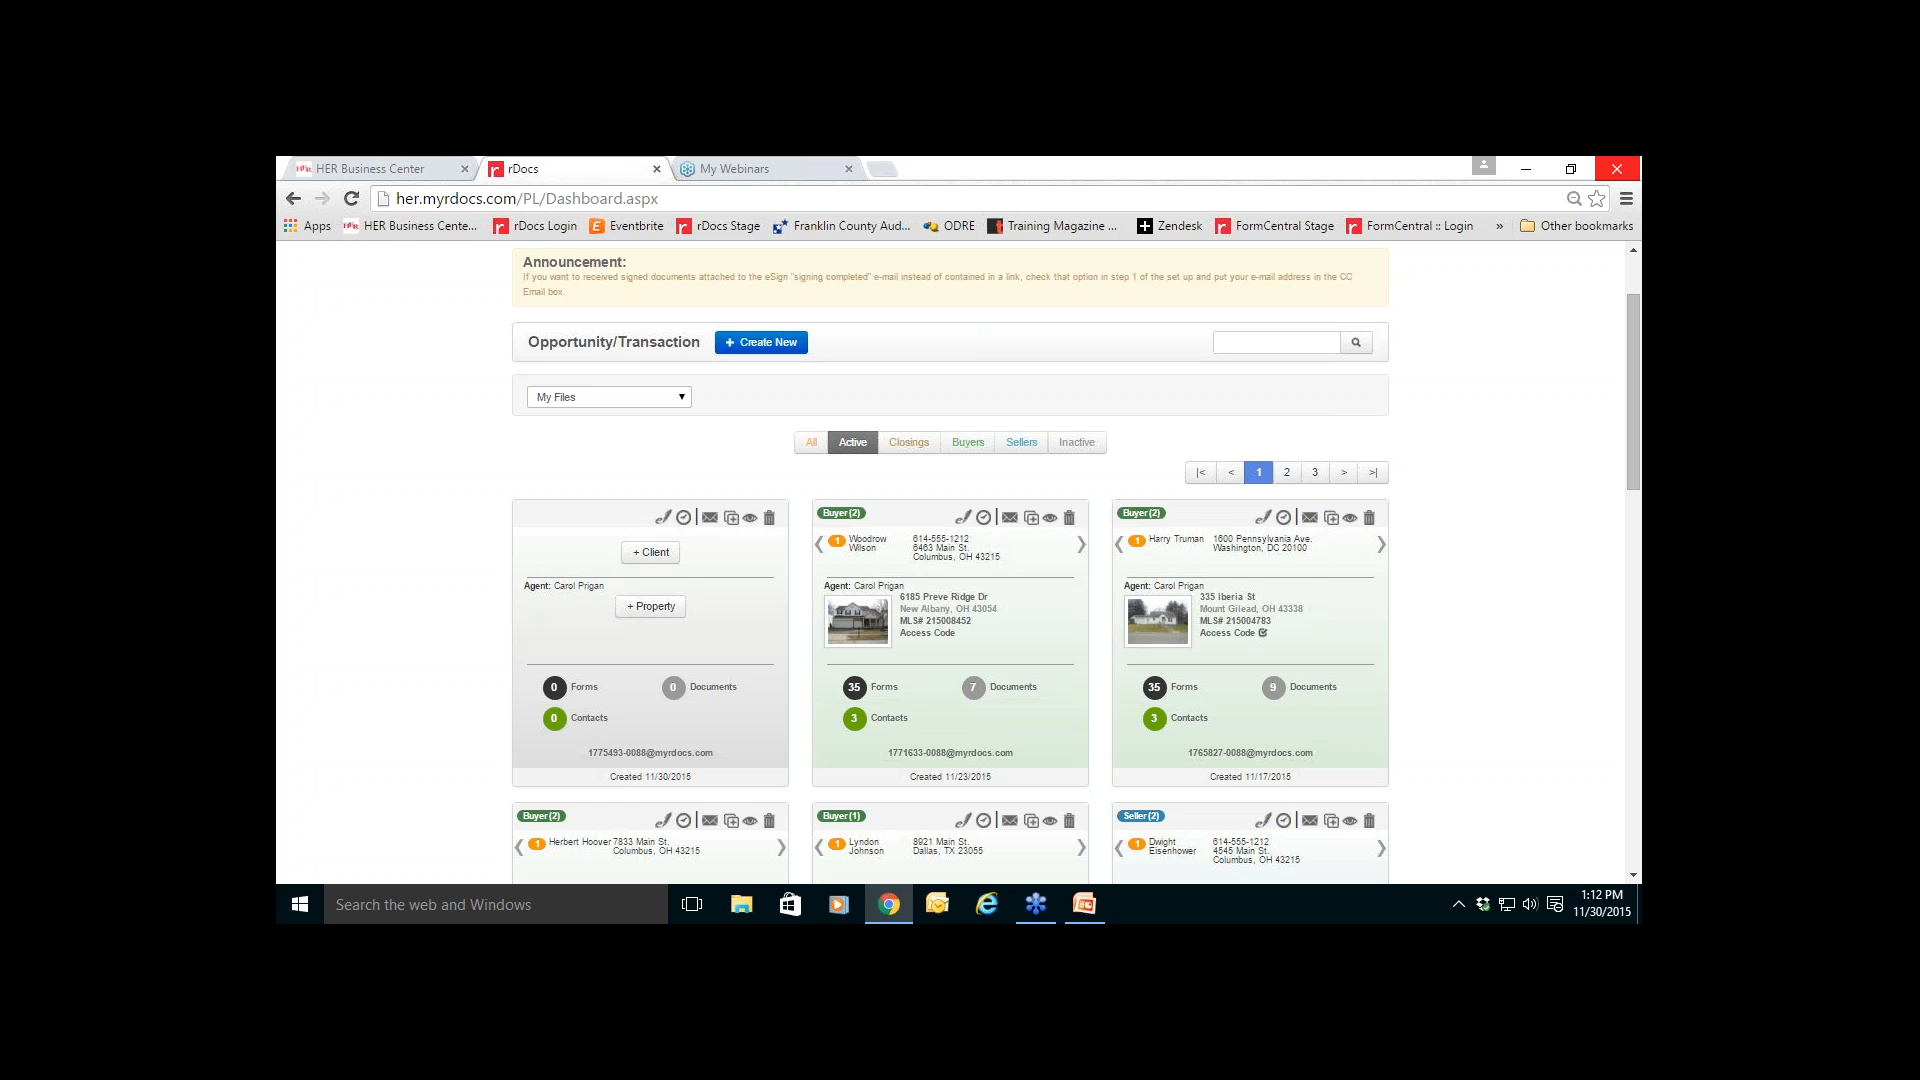 HER Business Center
rDocs
My Webinars
her.myrdocs.com/PL/Dashboard.aspx
Apps
HER Business Cente...
rDocs Login
Eventbrite
rDocs Stage
Franklin County Aud...
ODRE
Training Magazine ...
Zendesk
FormCentral Stage
FormCentral :: Login
»
Other bookmarks
Announcement:
If you want to received signed documents attached to the eSign "signing completed" e-mail instead of contained in a link, check that option in step 1 of the set up and put your e-mail address in the CC
Email box.
Opportunity/Transaction
+ Create New
My Files
All Active Closings Buyers Sellers Inactive
|< < 1 2 3 > >|
+ Client
Agent: Carol Prigan
+ Property
0 Forms
0 Documents
0 Contacts
1775493-0088@myrdocs.com
Created 11/30/2015
Buyer (2)
1 Woodrow
Wilson
614-555-1212
6463 Main St.
Columbus, OH 43215
Agent: Carol Prigan
6185 Preve Ridge Dr
New Albany, OH 43054
MLS# 215008452
Access Code
35 Forms
7 Documents
3 Contacts
1771633-0088@myrdocs.com
Created 11/23/2015
Buyer (2)
1 Harry Truman
1600 Pennsylvania Ave.
Washington, DC 20100
Agent: Carol Prigan
335 Iberia St
Mount Gilead, OH 43338
MLS# 215004783
Access Code
35 Forms
9 Documents
3 Contacts
1765827-0088@myrdocs.com
Created 11/17/2015
Buyer (2)
1 Herbert Hoover
7833 Main St.
Columbus, OH 43215
Buyer (1)
1 Lyndon
Johnson
8921 Main St.
Dallas, TX 23055
Seller (2)
1 Dwight
Eisenhower
614-555-1212
4545 Main St.
Columbus, OH 43215
Search the web and Windows
1:12 PM
11/30/2015